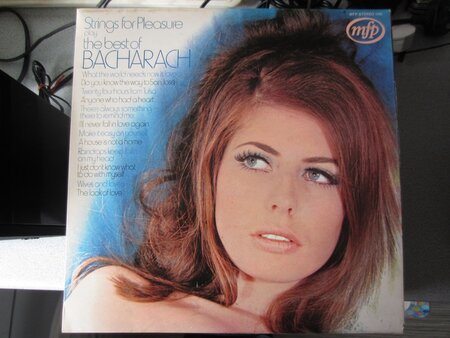 Strings for Pleasure
play
the best of
BACHARACH
What the world needs now is love
Do you know the way to San José
Twenty four hours from Tulsa
Anyone who had a heart
There's always something
there to remind me
I'll never fall in love again
Make it easy on yourself
A house is not a home
Raindrops keep fallin
on my head
I just don't know what
to do with myself
Wives and lovers
The look of love
mfp